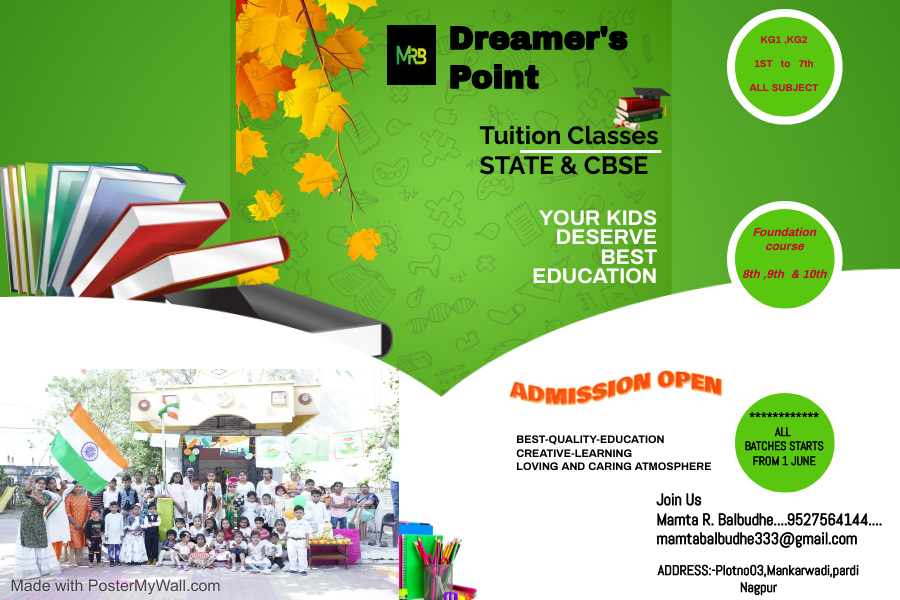 MRB
Dreamer's
Point
Tuition Classes
STATE & CBSE
YOUR KIDS
DESERVE
BEST
EDUCATION
KG1 ,KG2
1ST to 7th
ALL SUBJECT
Foundation
course
8th ,9th & 10th
ADMISSION OPEN
BEST-QUALITY-EDUCATION
CREATIVE-LEARNING
LOVING AND CARING ATMOSPHERE
************
ALL
BATCHES STARTS
FROM 1 JUNE
Join Us
Mamta R. Balbudhe....9527564144....
mamtabalbudhe333@gmail.com
ADDRESS:-Plotno03,Mankarwadi,pardi
Nagpur
Made with PosterMyWall.com